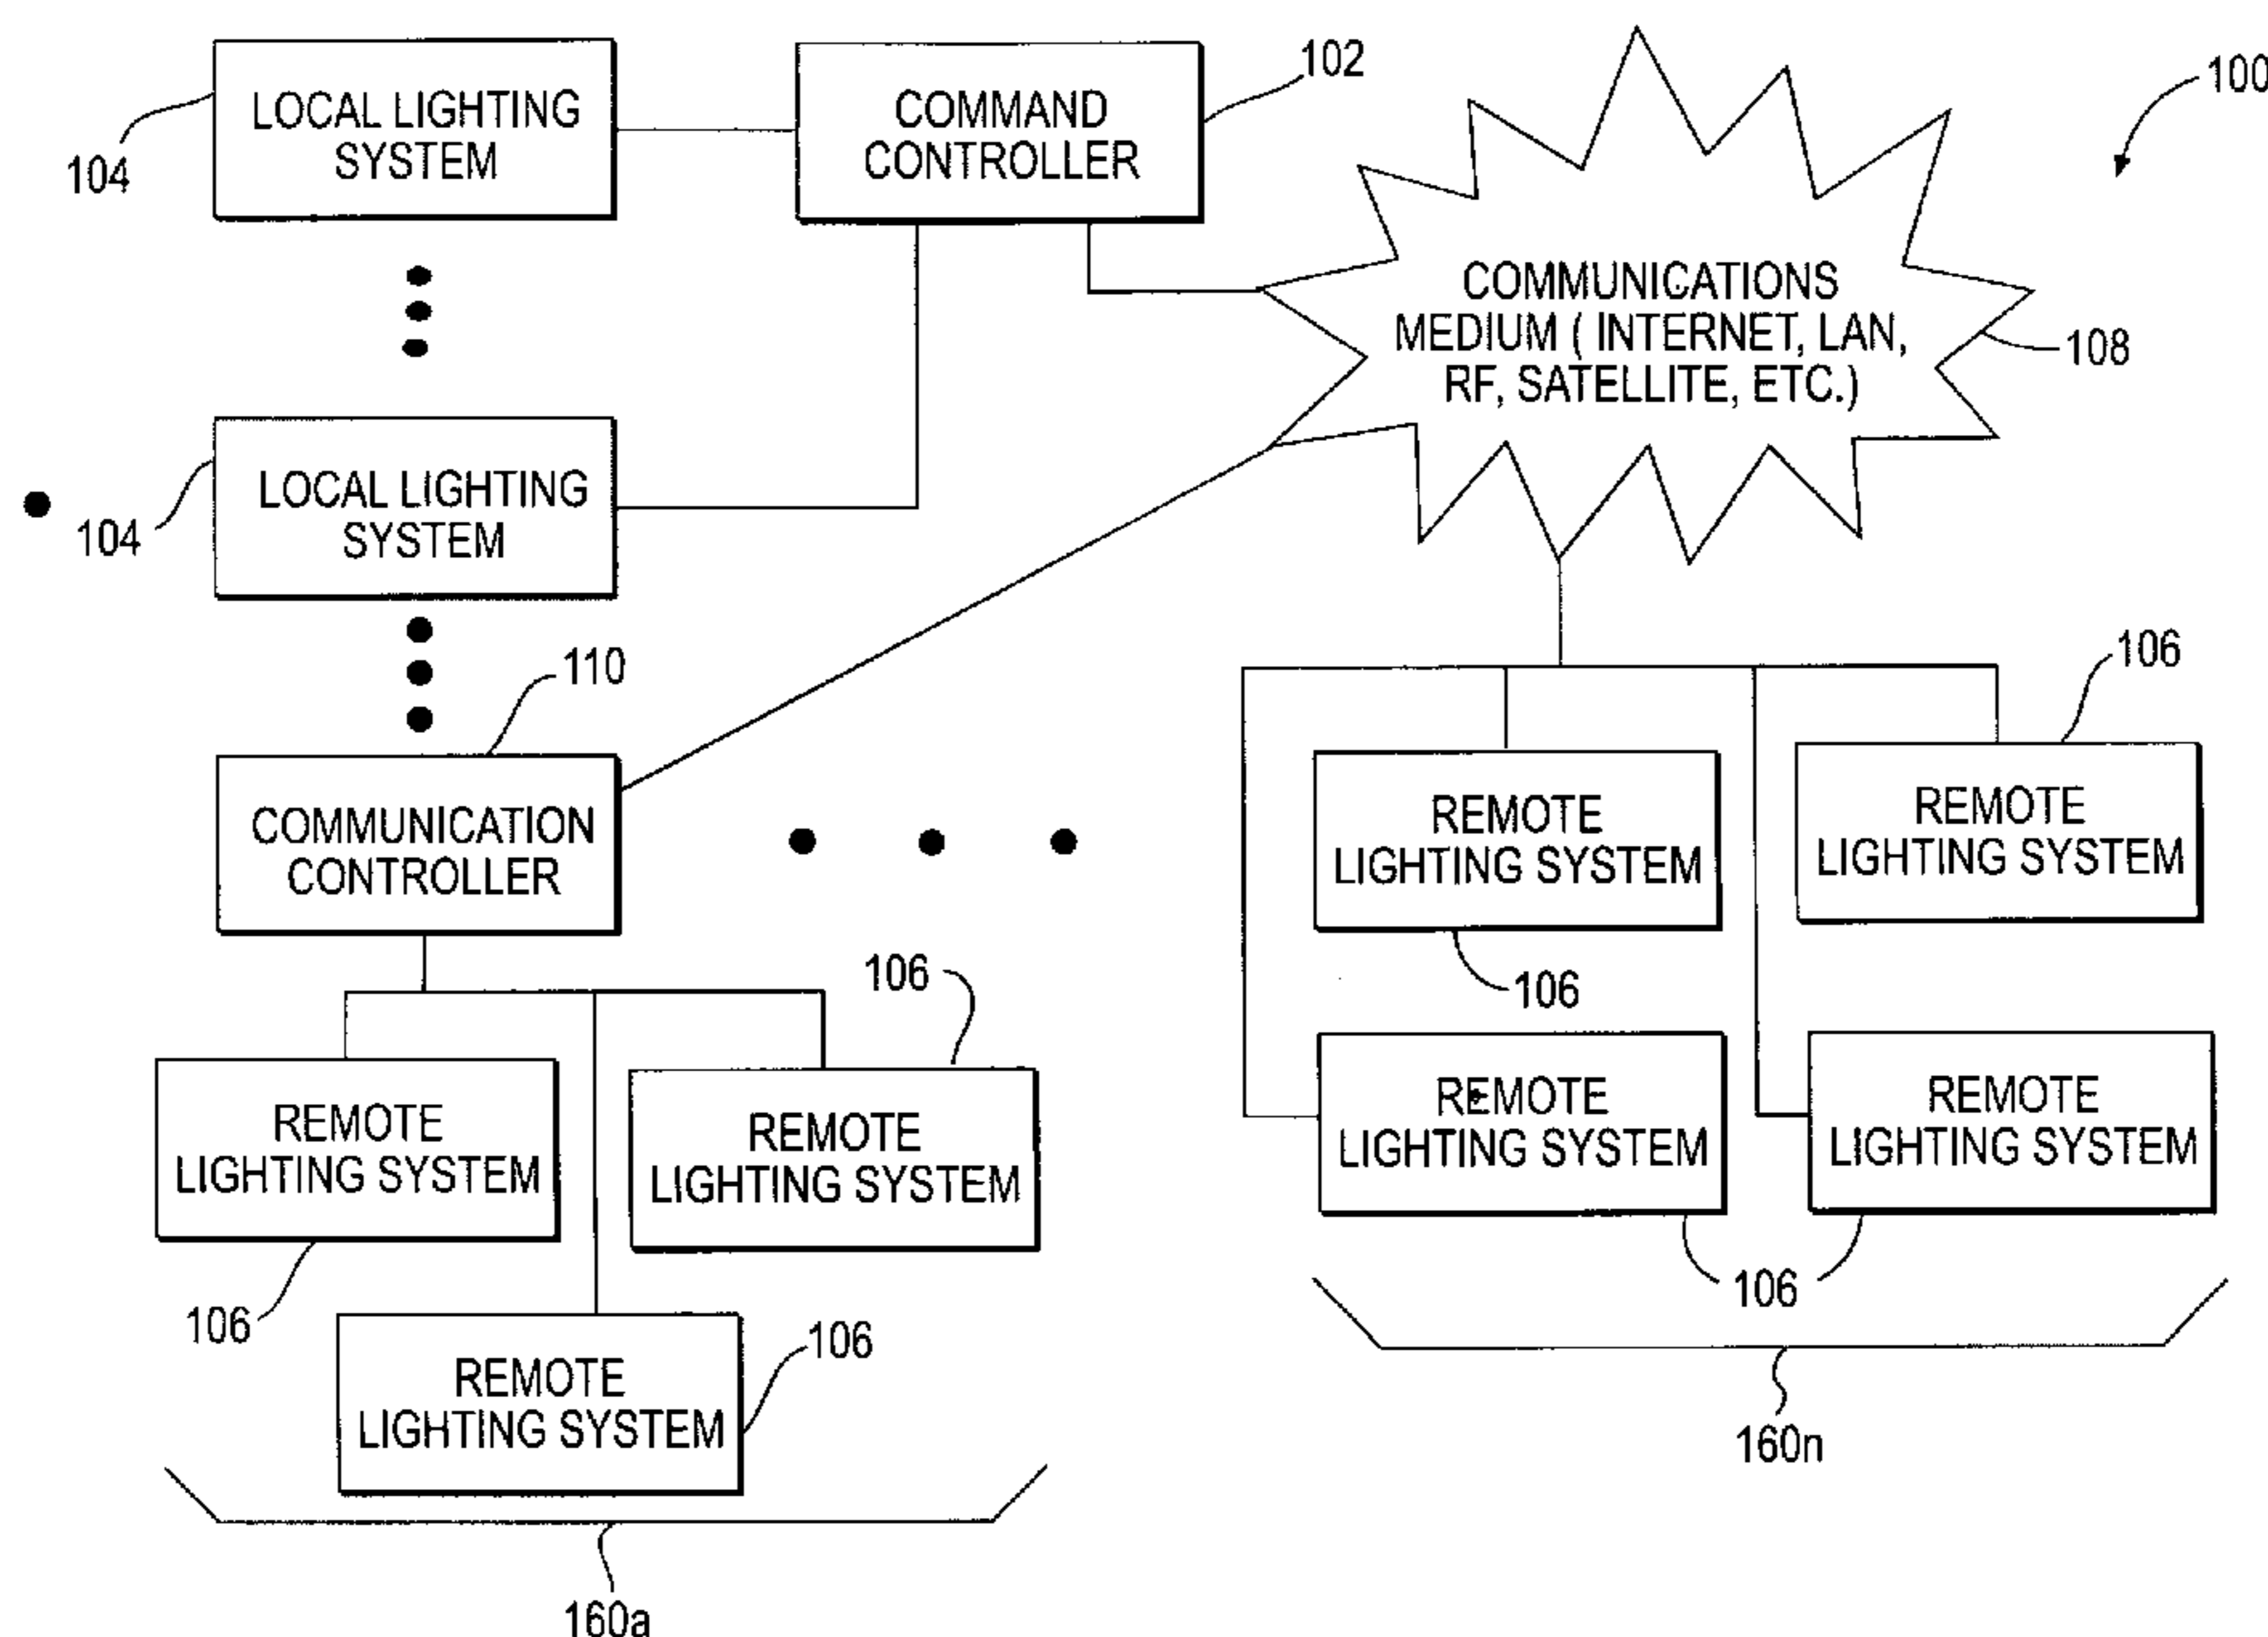 LOCAL LIGHTING
SYSTEM
104
COMMAND
CONTROLLER
102
100
COMMUNICATIONS
MEDIUM ( INTERNET, LAN,
RF, SATELLITE, ETC.)
108
LOCAL LIGHTING
SYSTEM
104
110
COMMUNICATION
CONTROLLER
106
REMOTE
LIGHTING SYSTEM
106
REMOTE
LIGHTING SYSTEM
106
REMOTE
LIGHTING SYSTEM
REMOTE
LIGHTING SYSTEM
106
160n
106
REMOTE
LIGHTING SYSTEM
106
REMOTE
LIGHTING SYSTEM
REMOTE
LIGHTING SYSTEM
106
160a